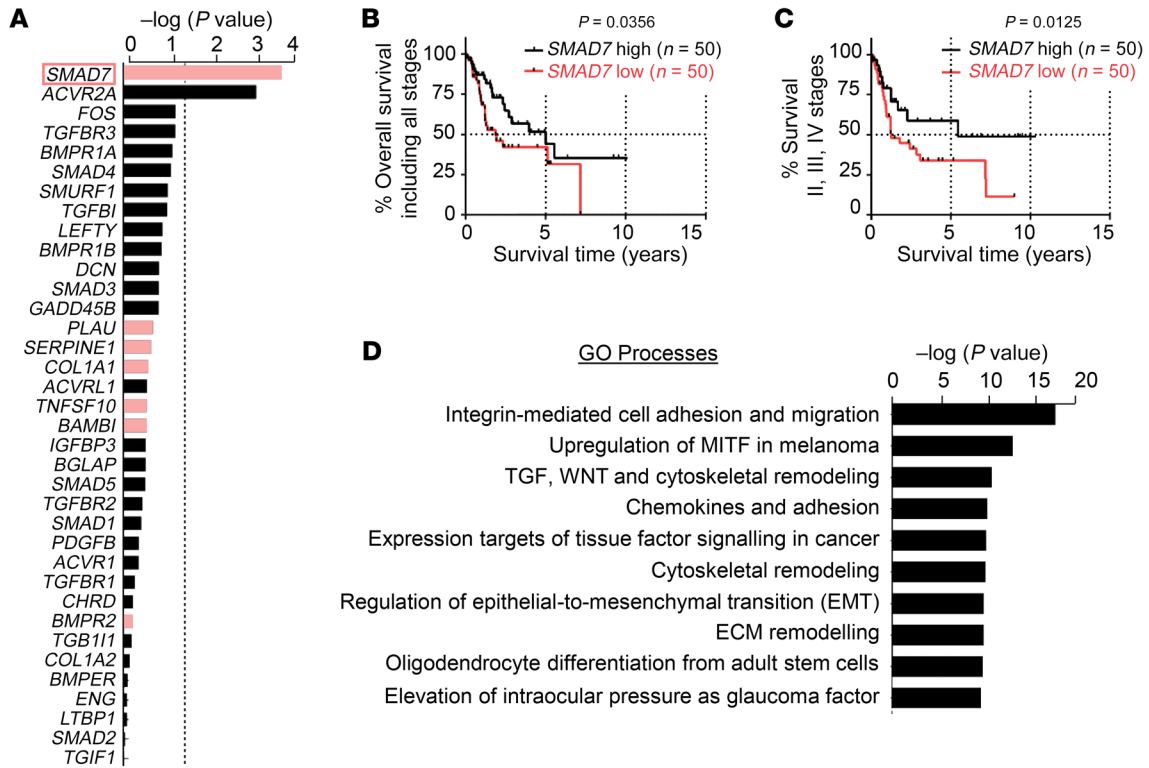 A
–log (P value)
0 1 2 3 4
SMAD7
ACVR2A
FOS
TGFBR3
BMPR1A
SMAD4
SMURF1
TGFBI
LEFTY
BMPR1B
DCN
SMAD3
GADD45B
PLAU
SERPINE1
COL1A1
ACVRL1
TNFSF10
BAMBI
IGFBP3
BGLAP
SMAD5
TGFBR2
SMAD1
PDGFB
ACVR1
TGFBR1
CHRD
BMPR2
TGB1I1
COL1A2
BMPER
ENG
LTBP1
SMAD2
TGIF1
B
P = 0.0356
SMAD7 high (n = 50)
SMAD7 low (n = 50)
% Overall survival
including all stages
100
75
50
25
0
0 5 10 15
Survival time (years)
C
P = 0.0125
SMAD7 high (n = 50)
SMAD7 low (n = 50)
% Survival
II, III, IV stages
100
75
50
25
0
0 5 10 15
Survival time (years)
D
GO Processes
–log (P value)
0 5 10 15 20
Integrin-mediated cell adhesion and migration
Upregulation of MITF in melanoma
TGF, WNT and cytoskeletal remodeling
Chemokines and adhesion
Expression targets of tissue factor signalling in cancer
Cytoskeletal remodeling
Regulation of epithelial-to-mesenchymal transition (EMT)
ECM remodelling
Oligodendrocyte differentiation from adult stem cells
Elevation of intraocular pressure as glaucoma factor